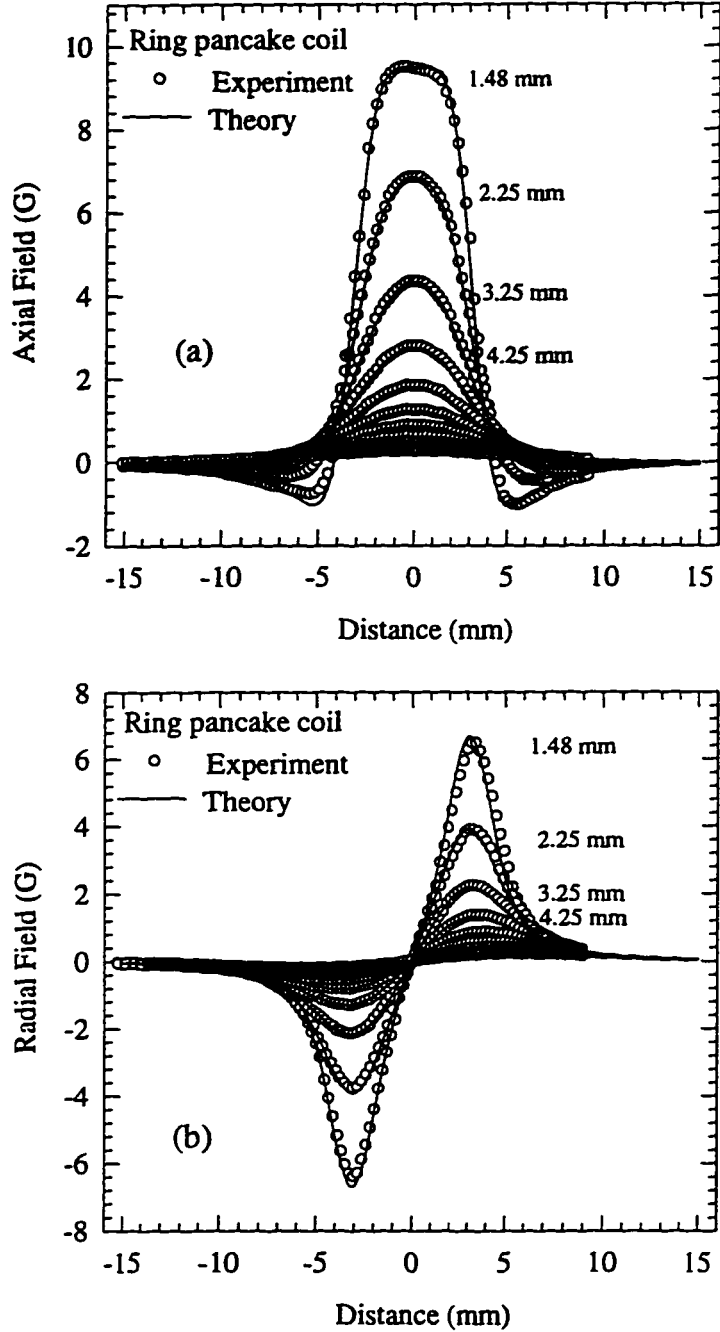 Ring pancake coil
Experiment
Theory
1.48 mm
2.25 mm
3.25 mm
4.25 mm
(a)
Axial Field (G)
10
8
6
4
2
0
-2
-15
-10
-5
0
5
10
15
Distance (mm)
Ring pancake coil
Experiment
Theory
1.48 mm
2.25 mm
3.25 mm
4.25 mm
(b)
Radial Field (G)
8
6
4
2
0
-2
-4
-6
-8
-15
-10
-5
0
5
10
15
Distance (mm)